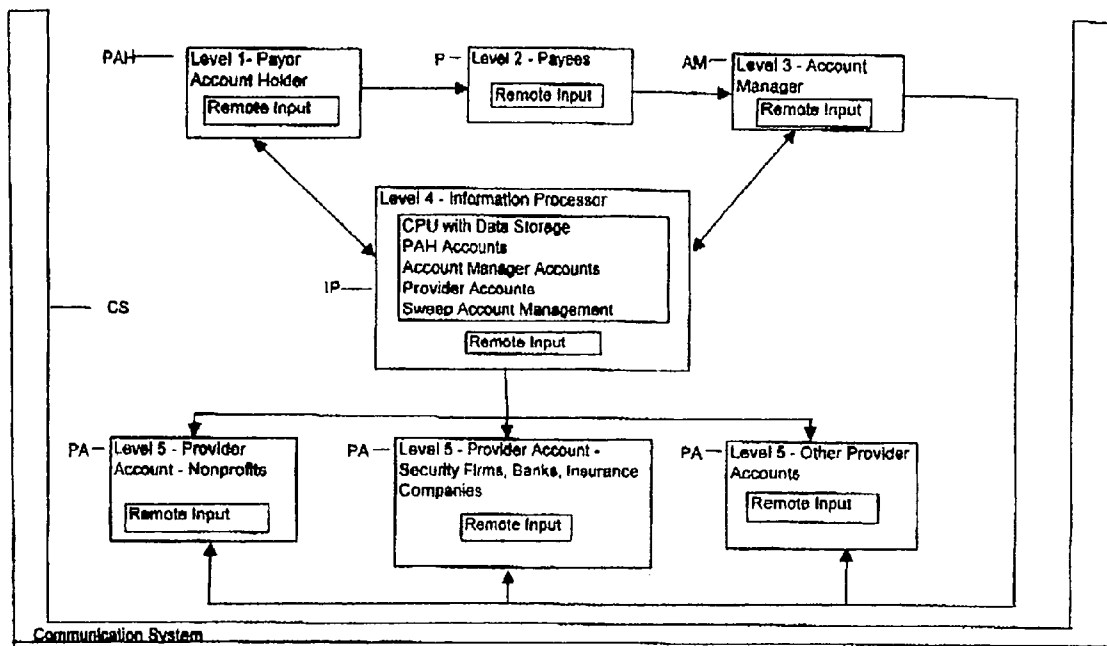 PAH
Level 1- Payor
Account Holder
Remote Input
P
Level 2 - Payees
Remote Input
AM
Level 3 - Account
Manager
Remote Input
Level 4 - Information Processor
CPU with Data Storage
PAH Accounts
Account Manager Accounts
Provider Accounts
Sweep Account Management
IP
Remote Input
CS
PA
Level 5 - Provider
Account - Nonprofits
Remote Input
PA
Level 5 - Provider Account -
Security Firms, Banks, Insurance
Companies
Remote Input
PA
Level 5 - Other Provider
Accounts
Remote Input
Communication System